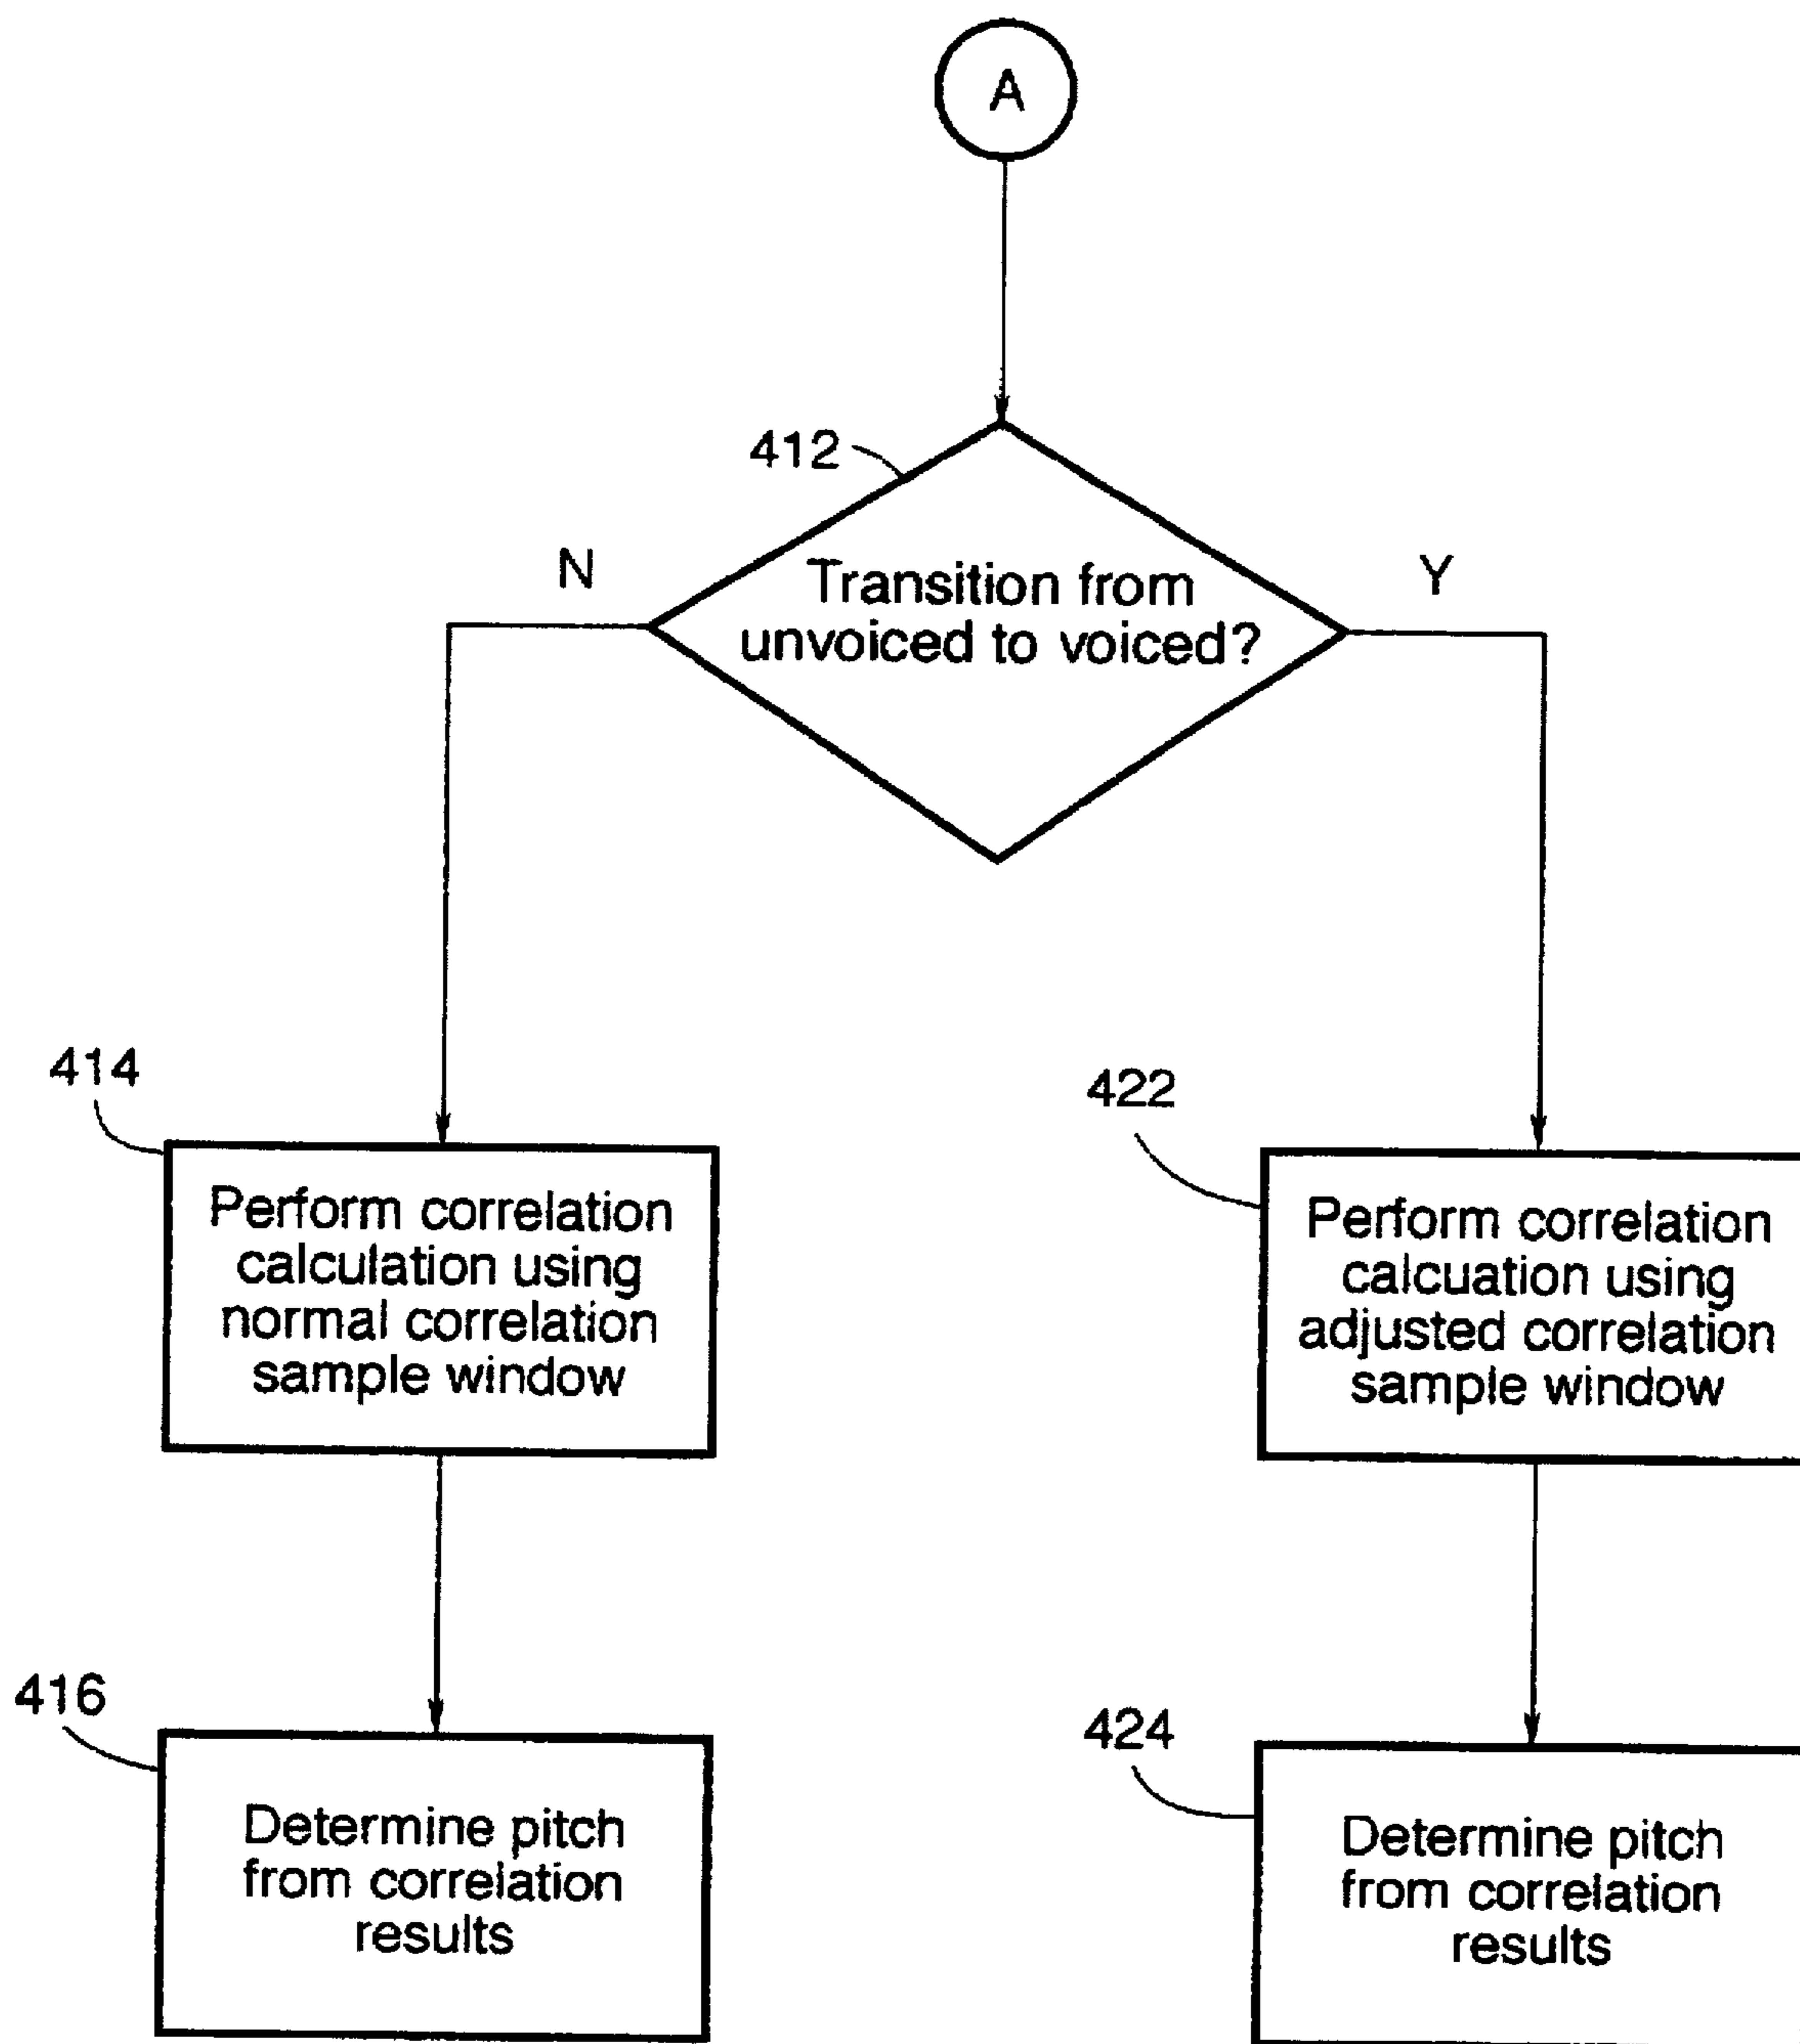 A
412
N
Transition from
unvoiced to voiced?
Y
414
Perform correlation
calculation using
normal correlation
sample window
422
Perform correlation
calcuation using
adjusted correlation
sample window
416
Determine pitch
from correlation
results
424
Determine pitch
from correlation
results